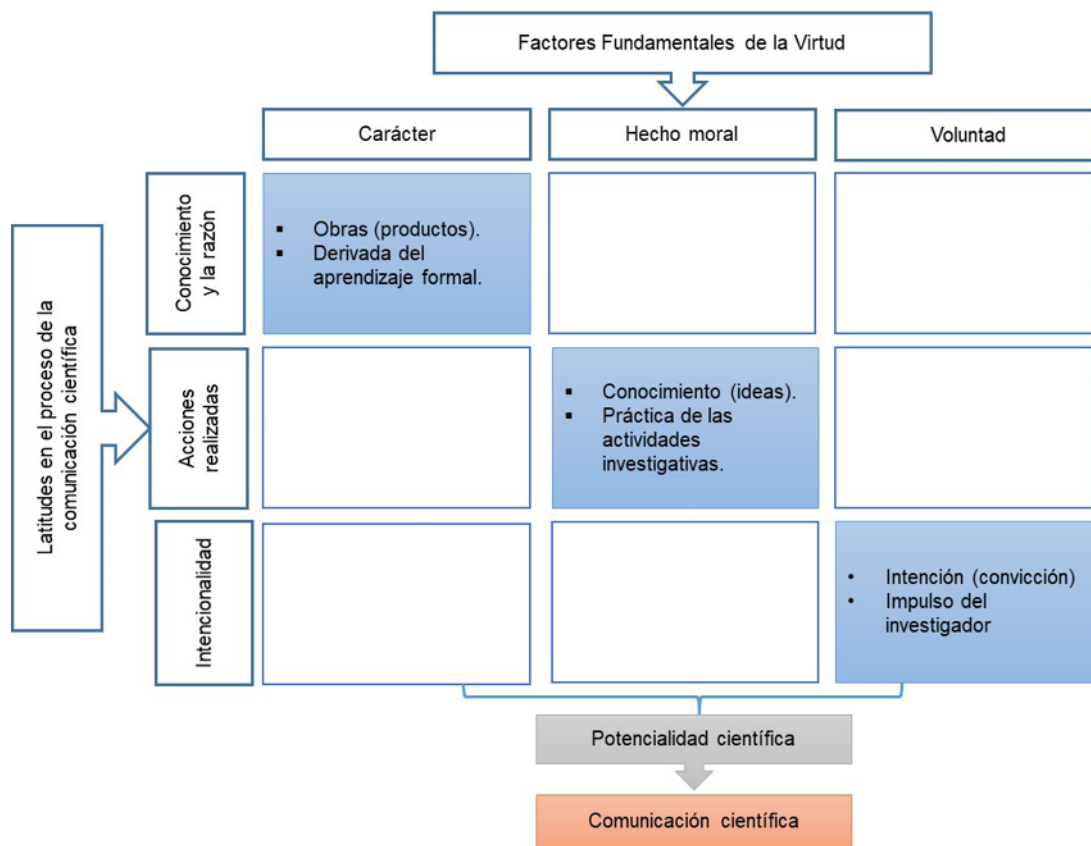 Factores Fundamentales de la Virtud
Carácter
Hecho moral
Voluntad
Latitudes en el proceso de la
comunicación científica
Conocimiento
y la razón
▪ Obras (productos).
▪ Derivada del
aprendizaje formal.
Acciones
realizadas
▪ Conocimiento (ideas).
▪ Práctica de las
actividades
investigativas.
Intencionalidad
• Intención (convicción)
• Impulso del
investigador
Potencialidad científica
Comunicación científica